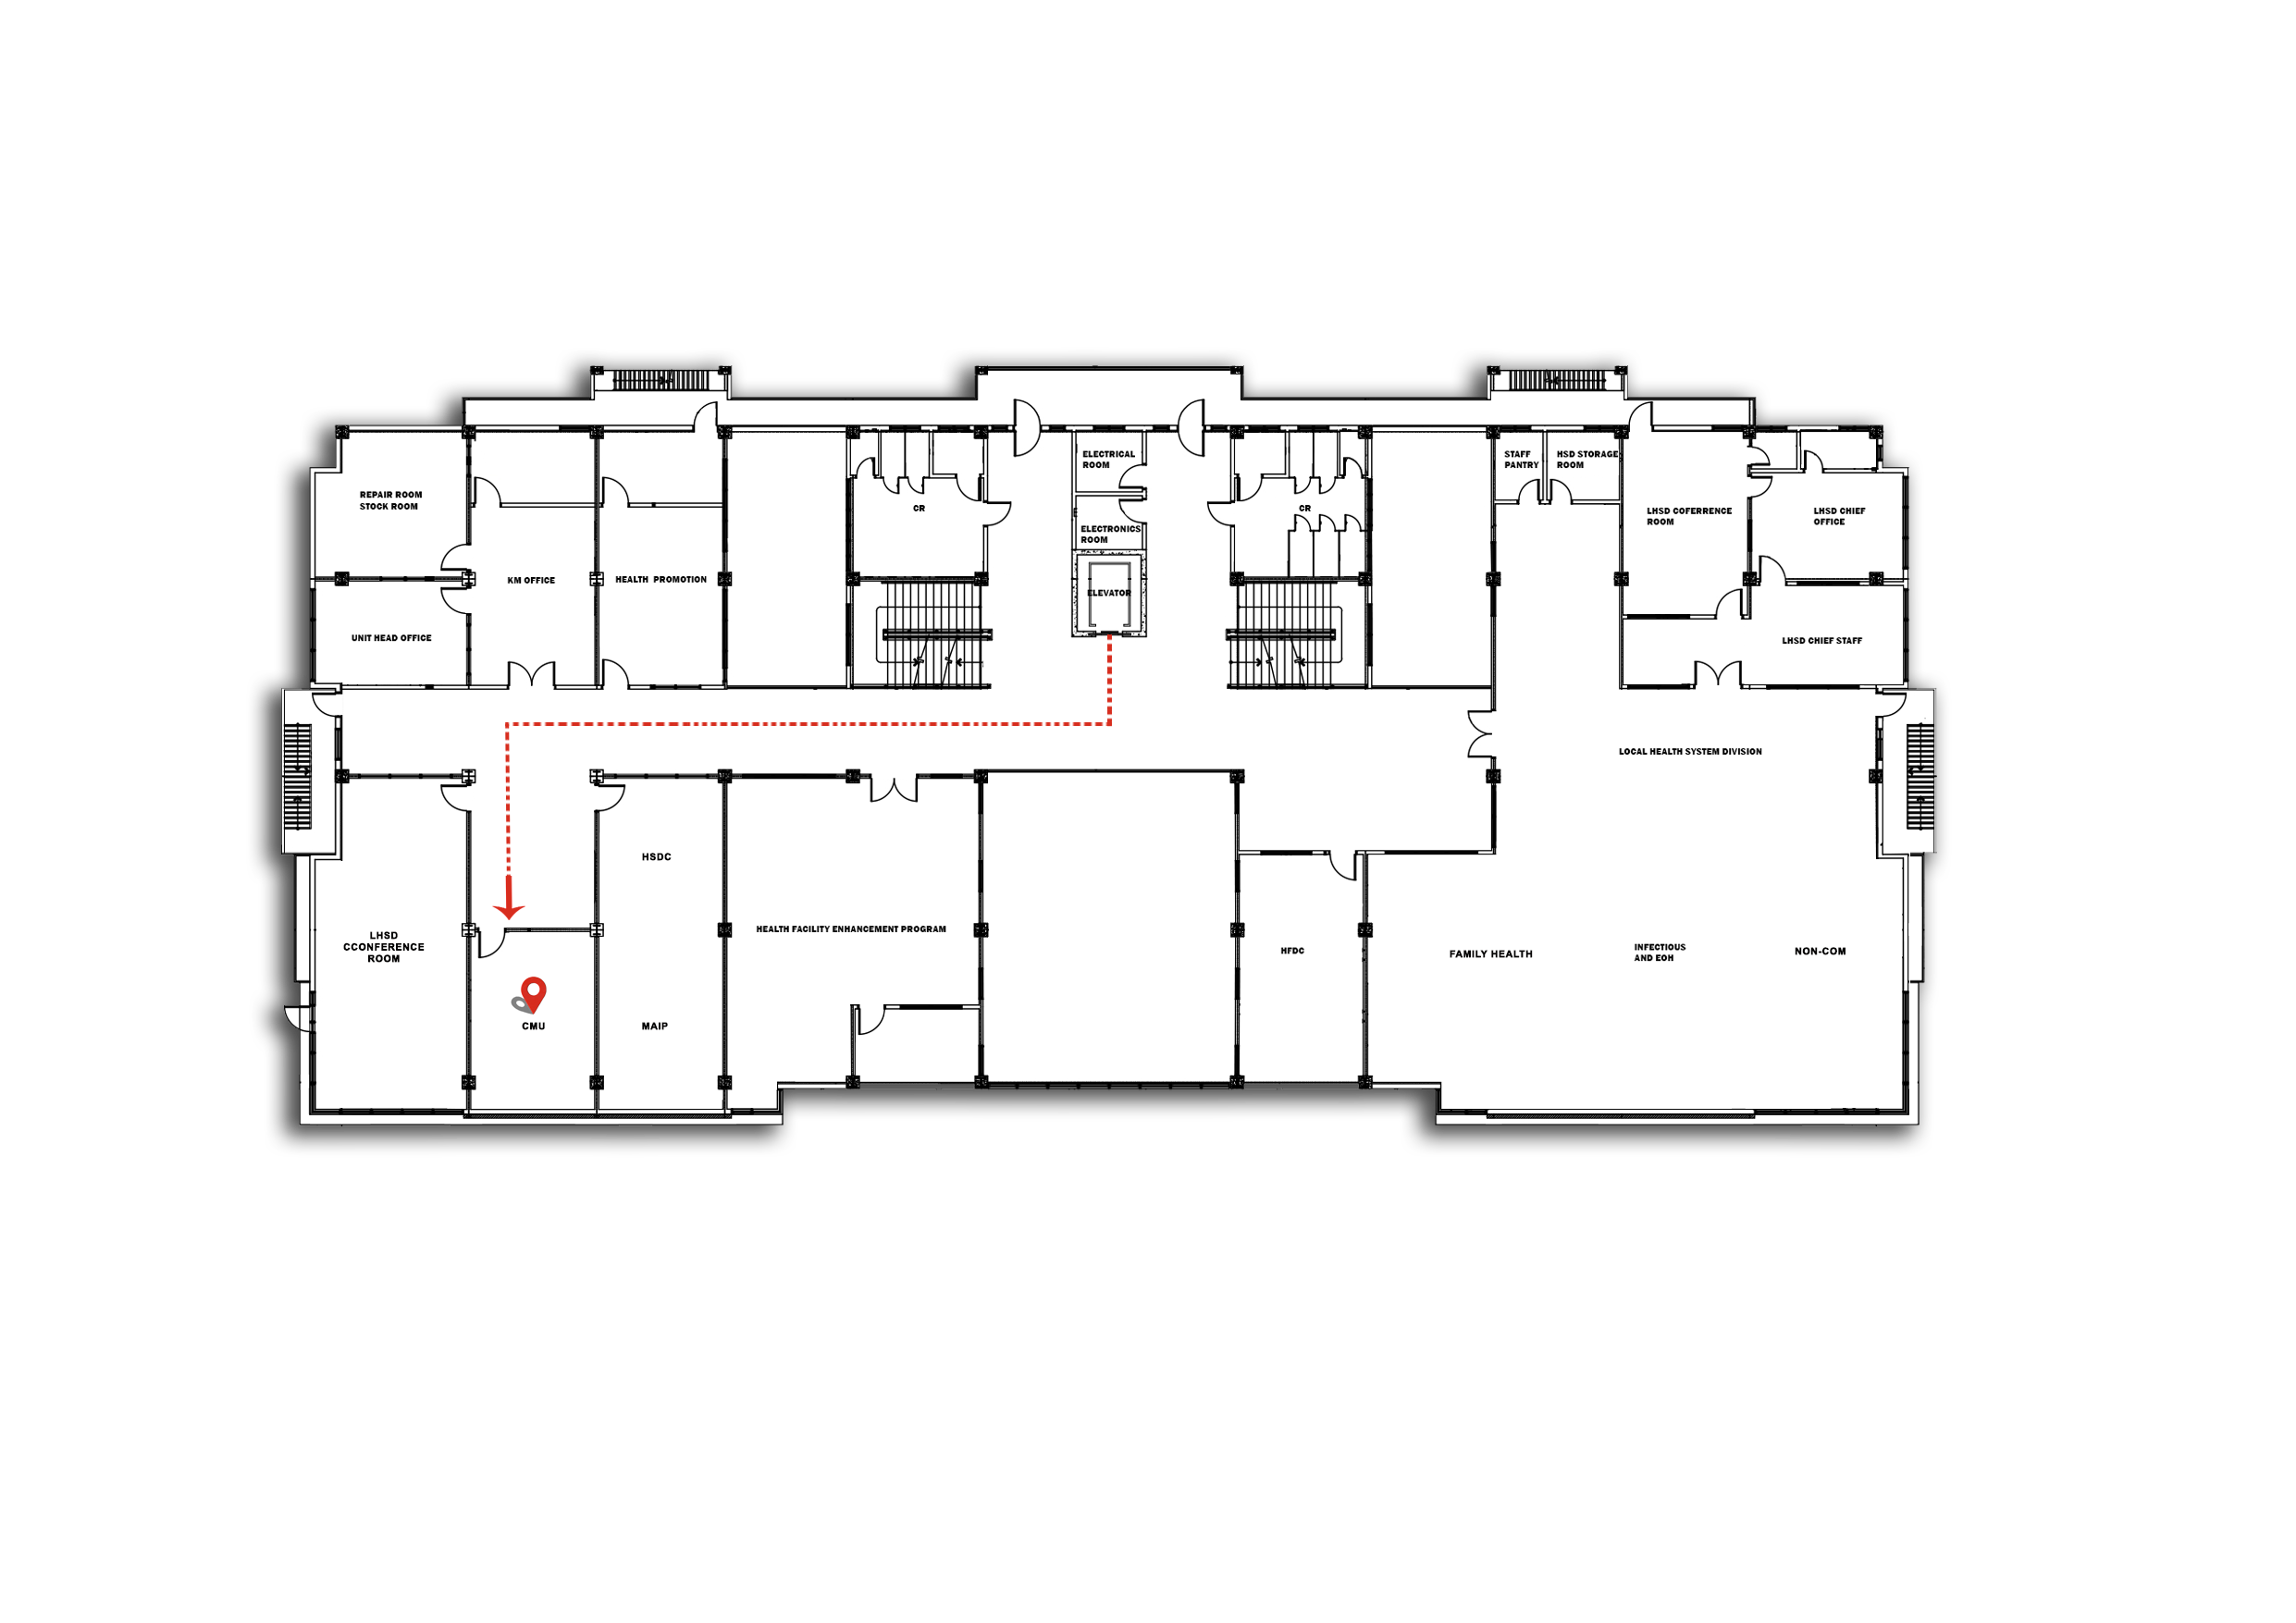 ELECTRICAL
ROOM
STAFF
PANTRY
HSD STORAGE
ROOM
REPAIR ROOM
STOCK ROOM
CR
CR
LHSD COFERRENCE
ROOM
LHSD CHIEF
OFFICE
ELECTRONICS
ROOM
KM OFFICE
HEALTH PROMOTION
ELEVATOR
UNIT HEAD OFFICE
LHSD CHIEF STAFF
LOCAL HEALTH SYSTEM DIVISION
HSDC
LHSD
CCONFERENCE
ROOM
HEALTH FACILITY ENHANCEMENT PROGRAM
HFDC
FAMILY HEALTH
INFECTIOUS
AND EOH
NON-COM
CMU
MAIP